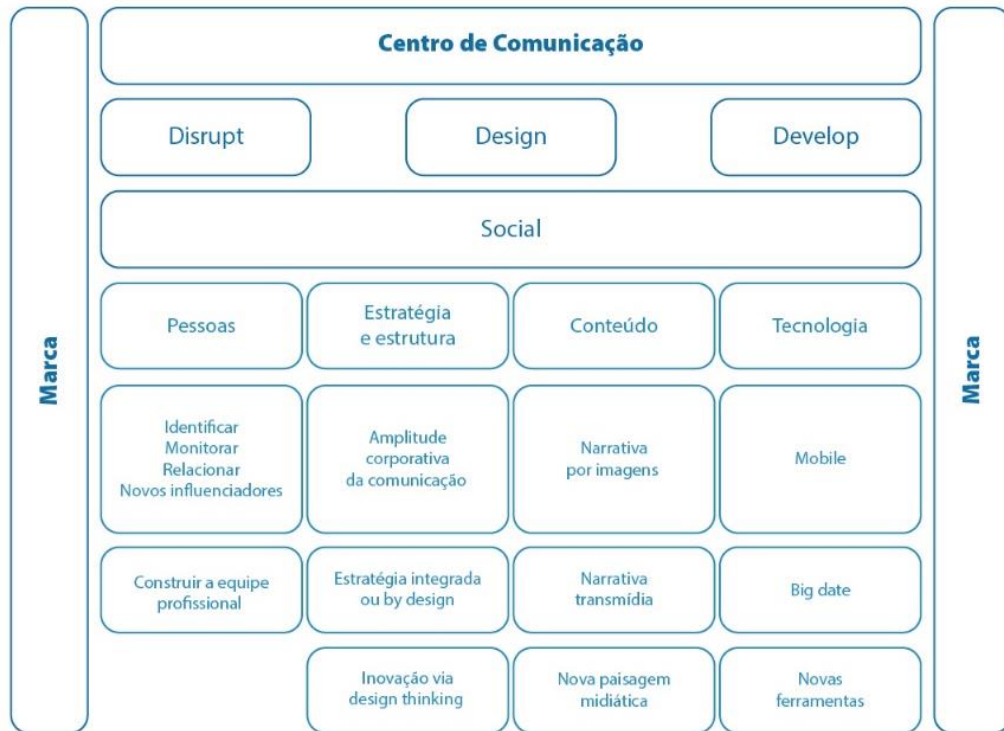 Centro de Comunicação
Disrupt
Design
Develop
Social
Marca
Marca
Pessoas
Estratégia
e estrutura
Conteúdo
Tecnologia
Identificar
Monitorar
Relacionar
Novos influenciadores
Amplitude
corporativa
da comunicação
Narrativa
por imagens
Mobile
Construir a equipe
profissional
Estratégia integrada
ou by design
Narrativa
transmídia
Big date
Inovação via
design thinking
Nova paisagem
midiática
Novas
ferramentas